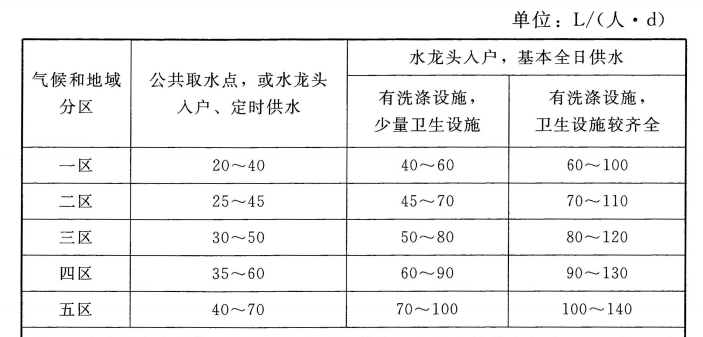 单位：L/(人·d)
气候和地域分区 公共取水点，或水龙头入户、定时供水 水龙头入户，基本全日供水
有洗涤设施，少量卫生设施 有洗涤设施，卫生设施较齐全
一区 20～40 40～60 60～100
二区 25～45 45～70 70～110
三区 30～50 50～80 80～120
四区 35～60 60～90 90～130
五区 40～70 70～100 100～140